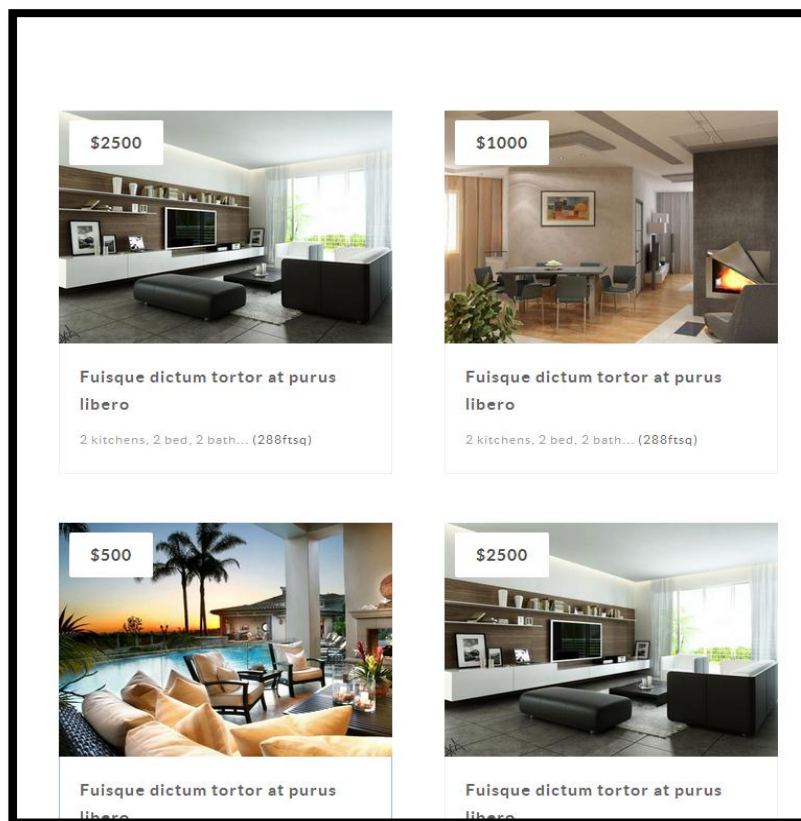 $2500
$1000
Fuisque dictum tortor at purus
libero
2 kitchens, 2 bed, 2 bath... (288ftsq)
Fuisque dictum tortor at purus
libero
2 kitchens, 2 bed, 2 bath... (288ftsq)
$500
$2500
Fuisque dictum tortor at purus
libero
Fuisque dictum tortor at purus
libero